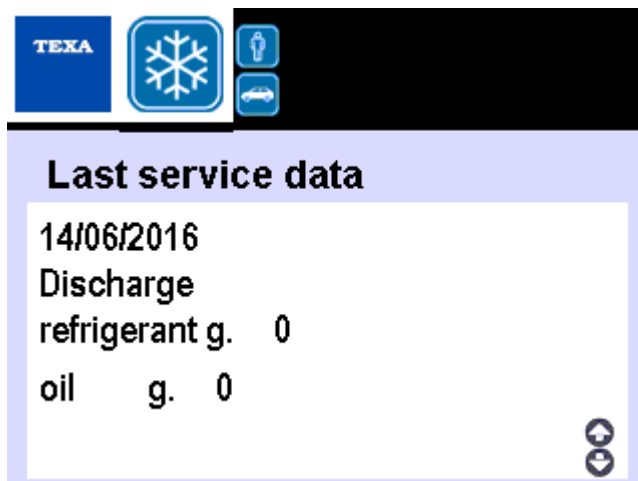 TEXA
Last service data
14/06/2016
Discharge
refrigerant g. 0
oil g. 0